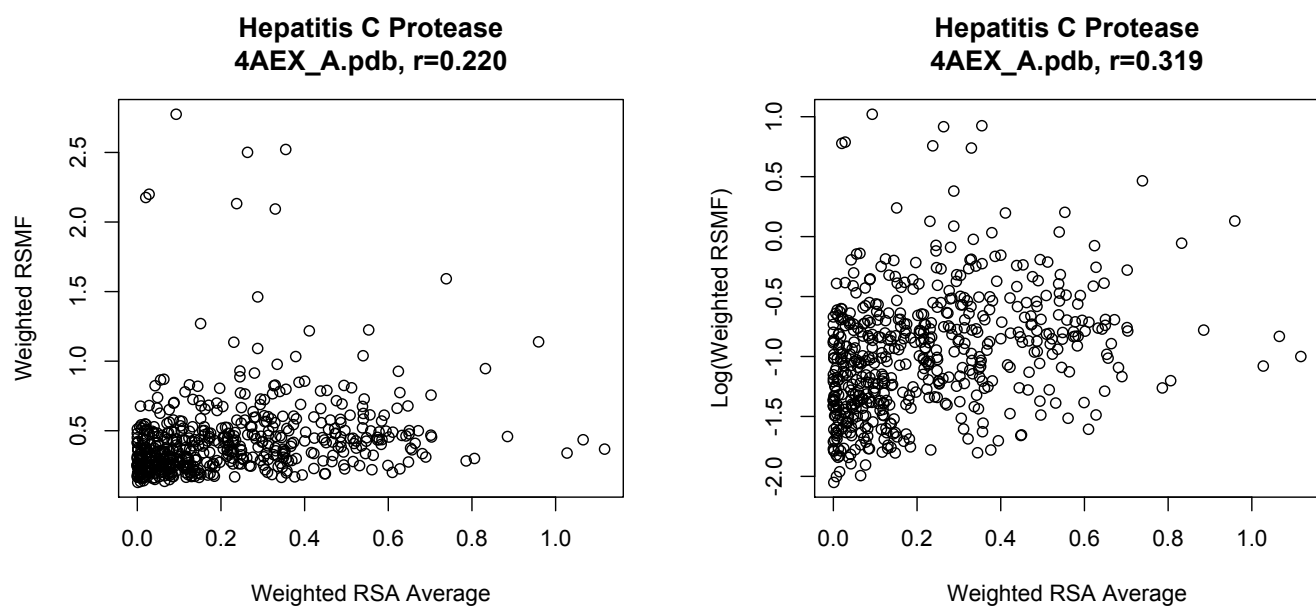 Hepatitis C Protease
4AEX_A.pdb, r=0.220
Weighted RSMF
2.5
2.0
1.5
1.0
0.5
0.0 0.2 0.4 0.6 0.8 1.0
Weighted RSA Average
Hepatitis C Protease
4AEX_A.pdb, r=0.319
Log(Weighted RSMF)
1.0
0.5
0.0
-0.5
-1.0
-1.5
-2.0
0.0 0.2 0.4 0.6 0.8 1.0
Weighted RSA Average